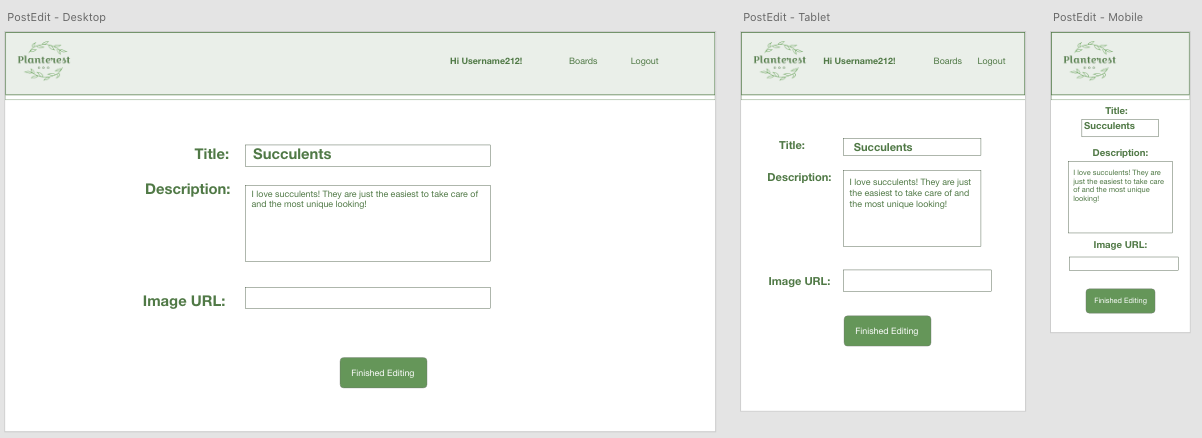 PostEdit - Desktop
Planterest
Hi Username212!
Boards
Logout
Title:
Succulents
Description:
I love succulents! They are just the easiest to take care of
and the most unique looking!
Image URL:
Finished Editing
PostEdit - Tablet
Planterest
Hi Username212!
Boards
Logout
Title:
Succulents
Description:
I love succulents! They are just
the easiest to take care of and
the most unique looking!
Image URL:
Finished Editing
PostEdit - Mobile
Planterest
Title:
Succulents
Description:
I love succulents! They are
just the easiest to take care
of and the most unique
looking!
Image URL:
Finished Editing